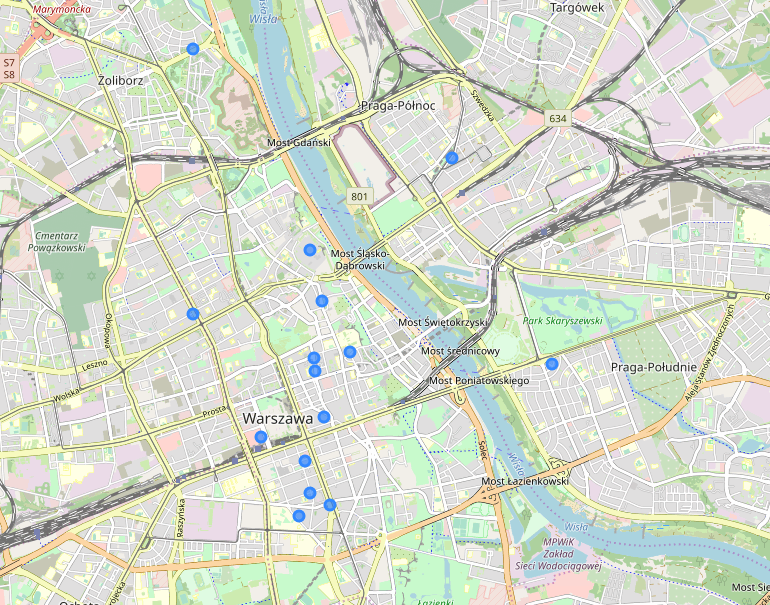 Targówek
Marymoncka
Wisła
S7
S8
Żoliborz
Praga-Północ
Szwedzka
634
Most Gdański
801
Cmentarz
Powązkowski
Most Śląsko-
Dąbrowski
Most Świętokrzyski
Park Skaryszewski
Okopowa
Most średnicowy
Leszno
Most Poniatowskiego
Praga-Południe
Aleja Stanów Zjednoczonych
Wolska
Prosta
Warszawa
Solec
Wisła
Most Łazienkowski
Raszyńska
Wisła
MPWiK
Zakład
Sieci Wodociągowej
Most Sie
Łazienki
Ochota